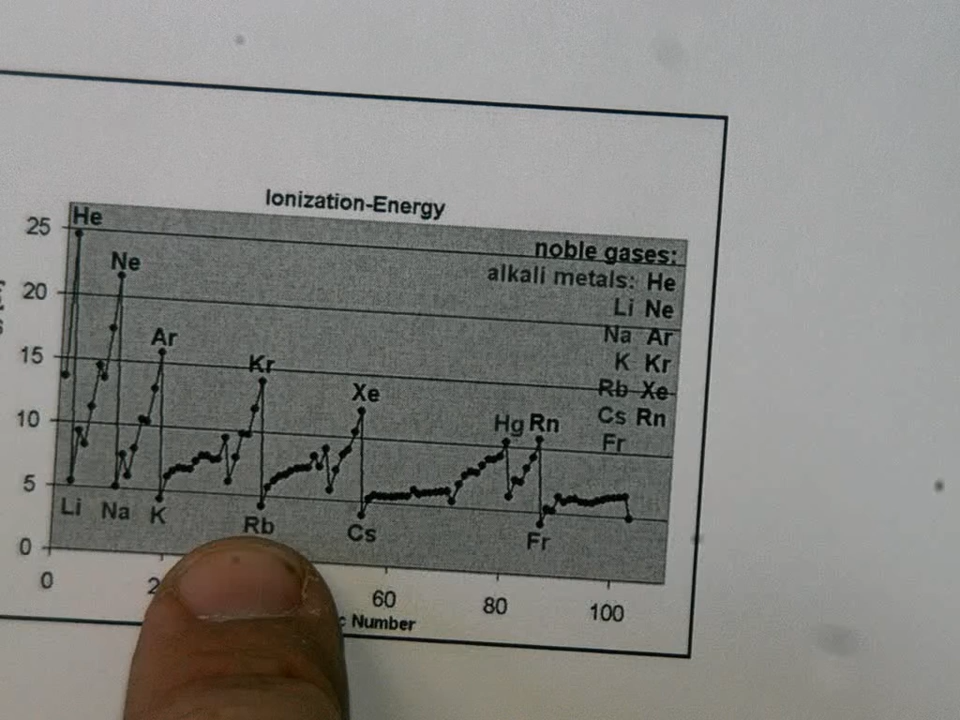 Ionization-Energy
25
20
15
10
5
0
He
Ne
Ar
Kr
Xe
Hg Rn
Li Na K
Rb
Cs
Fr
noble gases:
alkali metals: He
Li Ne
Na Ar
K Kr
Rb Xe
Cs Rn
Fr
0
60
80
100
Number